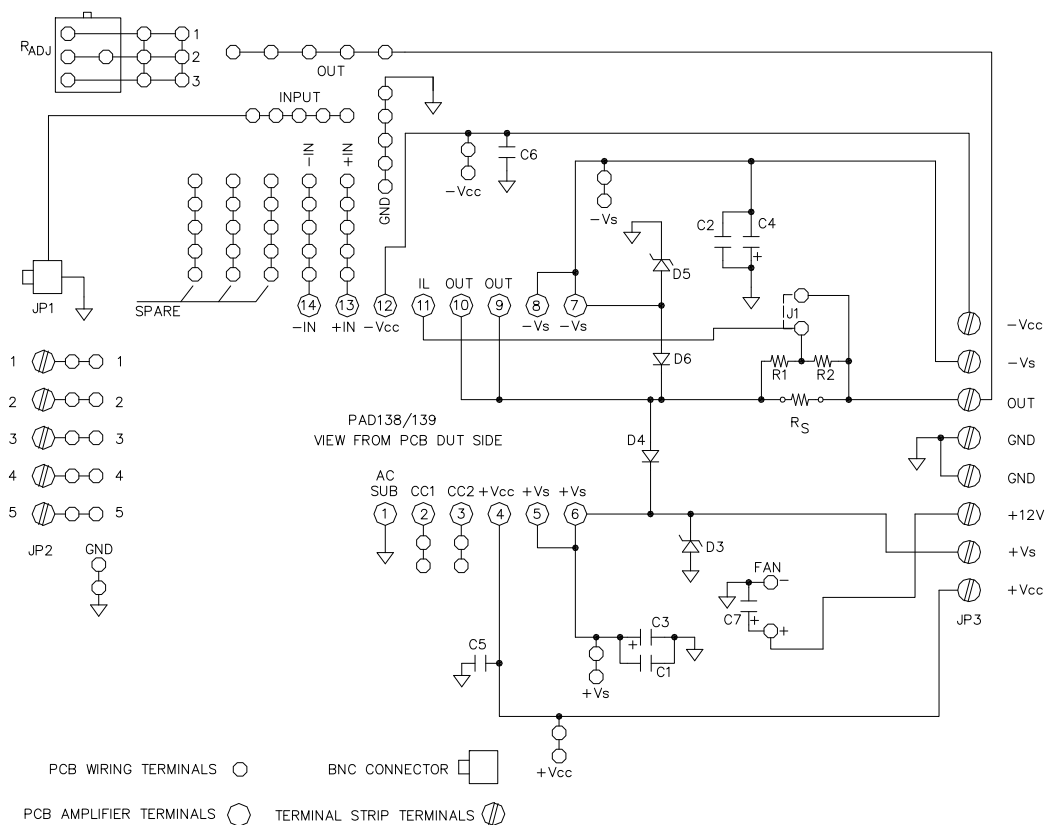 RADJ
1
2
3
OUT
INPUT
-IN
+IN
GND
-Vcc
C6
-Vs
C2
C4
+
D5
JP1
SPARE
14
13
12
IL
11
OUT
10
OUT
9
8
7
-IN
+IN
-Vcc
-Vs
-Vs
J1
D6
R1
R2
RS
-Vcc
-Vs
OUT
GND
GND
+12V
+Vs
+Vcc
JP3
1 1
2 2
3 3
4 4
5 5
JP2
GND
PAD138/139
VIEW FROM PCB DUT SIDE
D4
AC
SUB CC1 CC2 +Vcc +Vs +Vs
1 2 3 4 5 6
D3
FAN
-
C7
+
+
C3
+
C1
C5
+Vs
+Vcc
PCB WIRING TERMINALS
BNC CONNECTOR
PCB AMPLIFIER TERMINALS
TERMINAL STRIP TERMINALS